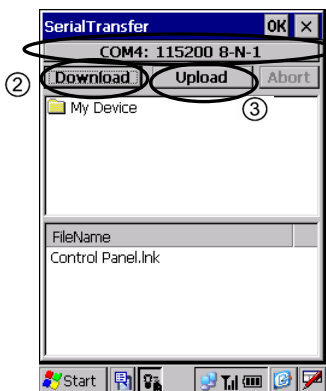 SerialTransfer OK ×
COM4: 115200 8-N-1
② Download Upload Abort
③
My Device
FileName
Control Panel.lnk
Start